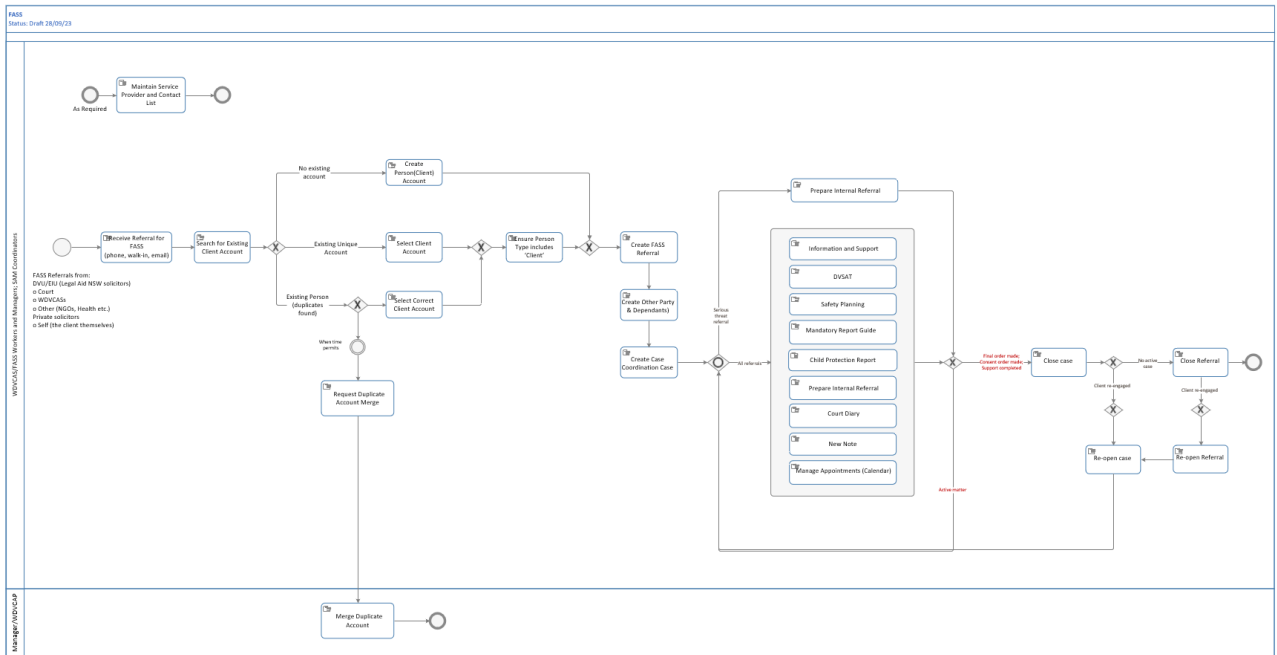 FASS
Status: Draft 28/09/23
WDVCAS/FASS Workers and Managers; SAM Coordinators
As Required
Maintain Service
Provider and Contact
List
Receive Referral for
FASS
(phone, walk-in, email)
FASS Referrals from:
DVU/EIU (Legal Aid NSW solicitors)
o Court
o WDVCASs
o Other (NGOs, Health etc.)
Private solicitors
o Self (the client themselves)
Search for Existing
Client Account
No existing
account
Create
Person(Client)
Account
Existing Unique
Account
Select Client
Account
Existing Person
(duplicates
found)
Select Correct
Client Account
When time
permits
Request Duplicate
Account Merge
Ensure Person
Type includes
'Client'
Create FASS
Referral
Create Other Party
& Dependants)
Create Case
Coordination Case
Serious
threat
referral
Prepare Internal Referral
All referrals
Information and Support
DVSAT
Safety Planning
Mandatory Report Guide
Child Protection Report
Prepare Internal Referral
Court Diary
New Note
Manage Appointments (Calendar)
Final order made;
Consent order made;
Support completed
Active matter
Close case
No active
case
Close Referral
Client re-engaged
Client re-engaged
Re-open case
Re-open Referral
Manager/WDVCAP
Merge Duplicate
Account